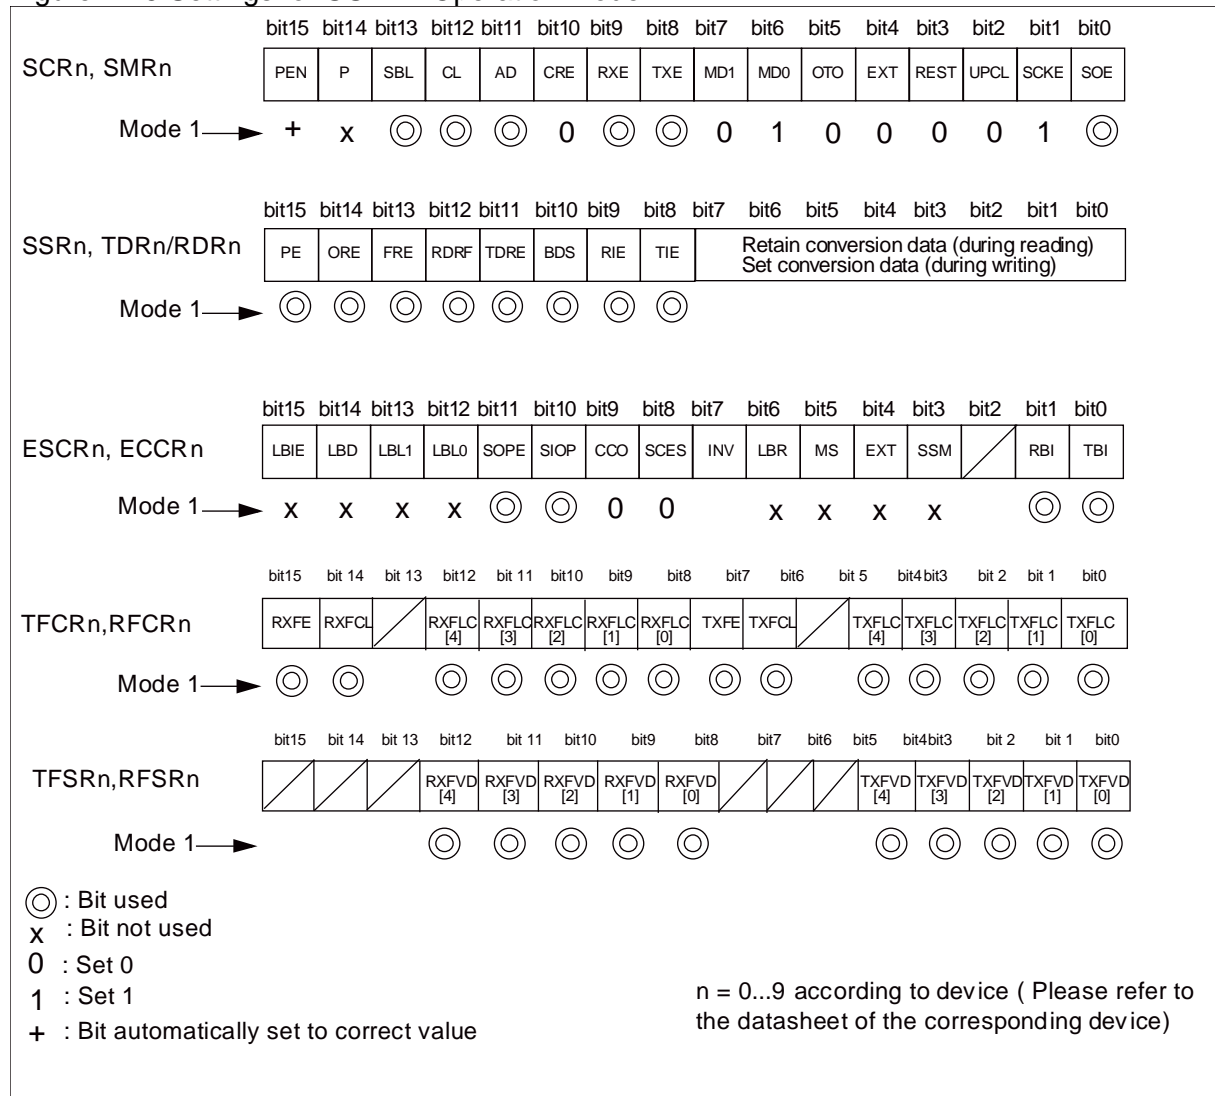 bit15 bit14 bit13 bit12 bit11 bit10 bit9 bit8 bit7 bit6 bit5 bit4 bit3 bit2 bit1 bit0
SCRn, SMRn PEN P SBL CL AD CRE RXE TXE MD1 MD0 OTO EXT REST UPCL SCKE SOE
Mode 1 + x 0 0 1 0 0 0 0 1
bit15 bit14 bit13 bit12 bit11 bit10 bit9 bit8 bit7 bit6 bit5 bit4 bit3 bit2 bit1 bit0
SSRn, TDRn/RDRn PE ORE FRE RDRF TDRE BDS RIE TIE Retain conversion data (during reading)
Set conversion data (during writing)
Mode 1
bit15 bit14 bit13 bit12 bit11 bit10 bit9 bit8 bit7 bit6 bit5 bit4 bit3 bit2 bit1 bit0
ESCRn, ECCRn LBIE LBD LBL1 LBL0 SOPE SIOP CCO SCES INV LBR MS EXT SSM RBI TBI
Mode 1 x x x x 0 0 x x x x
bit15 bit 14 bit 13 bit12 bit 11 bit10 bit9 bit8 bit7 bit6 bit 5 bit4 bit3 bit 2 bit 1 bit0
TFCRn,RFCRn RXFE RXFCL RXFLC [4] RXFLC [3] RXFLC [2] RXFLC [1] RXFLC [0] TXFE TXFCL TXFLC [4] TXFLC [3] TXFLC [2] TXFLC [1] TXFLC [0]
Mode 1
bit15 bit 14 bit 13 bit12 bit 11 bit10 bit9 bit8 bit7 bit6 bit5 bit4 bit3 bit 2 bit 1 bit0
TFSRn,RFSRn RXFVD [4] RXFVD [3] RXFVD [2] RXFVD [1] RXFVD [0] TXFVD [4] TXFVD [3] TXFVD [2] TXFVD [1] TXFVD [0]
Mode 1
: Bit used
x : Bit not used
0 : Set 0
1 : Set 1
+ : Bit automatically set to correct value
n = 0...9 according to device ( Please refer to
the datasheet of the corresponding device)